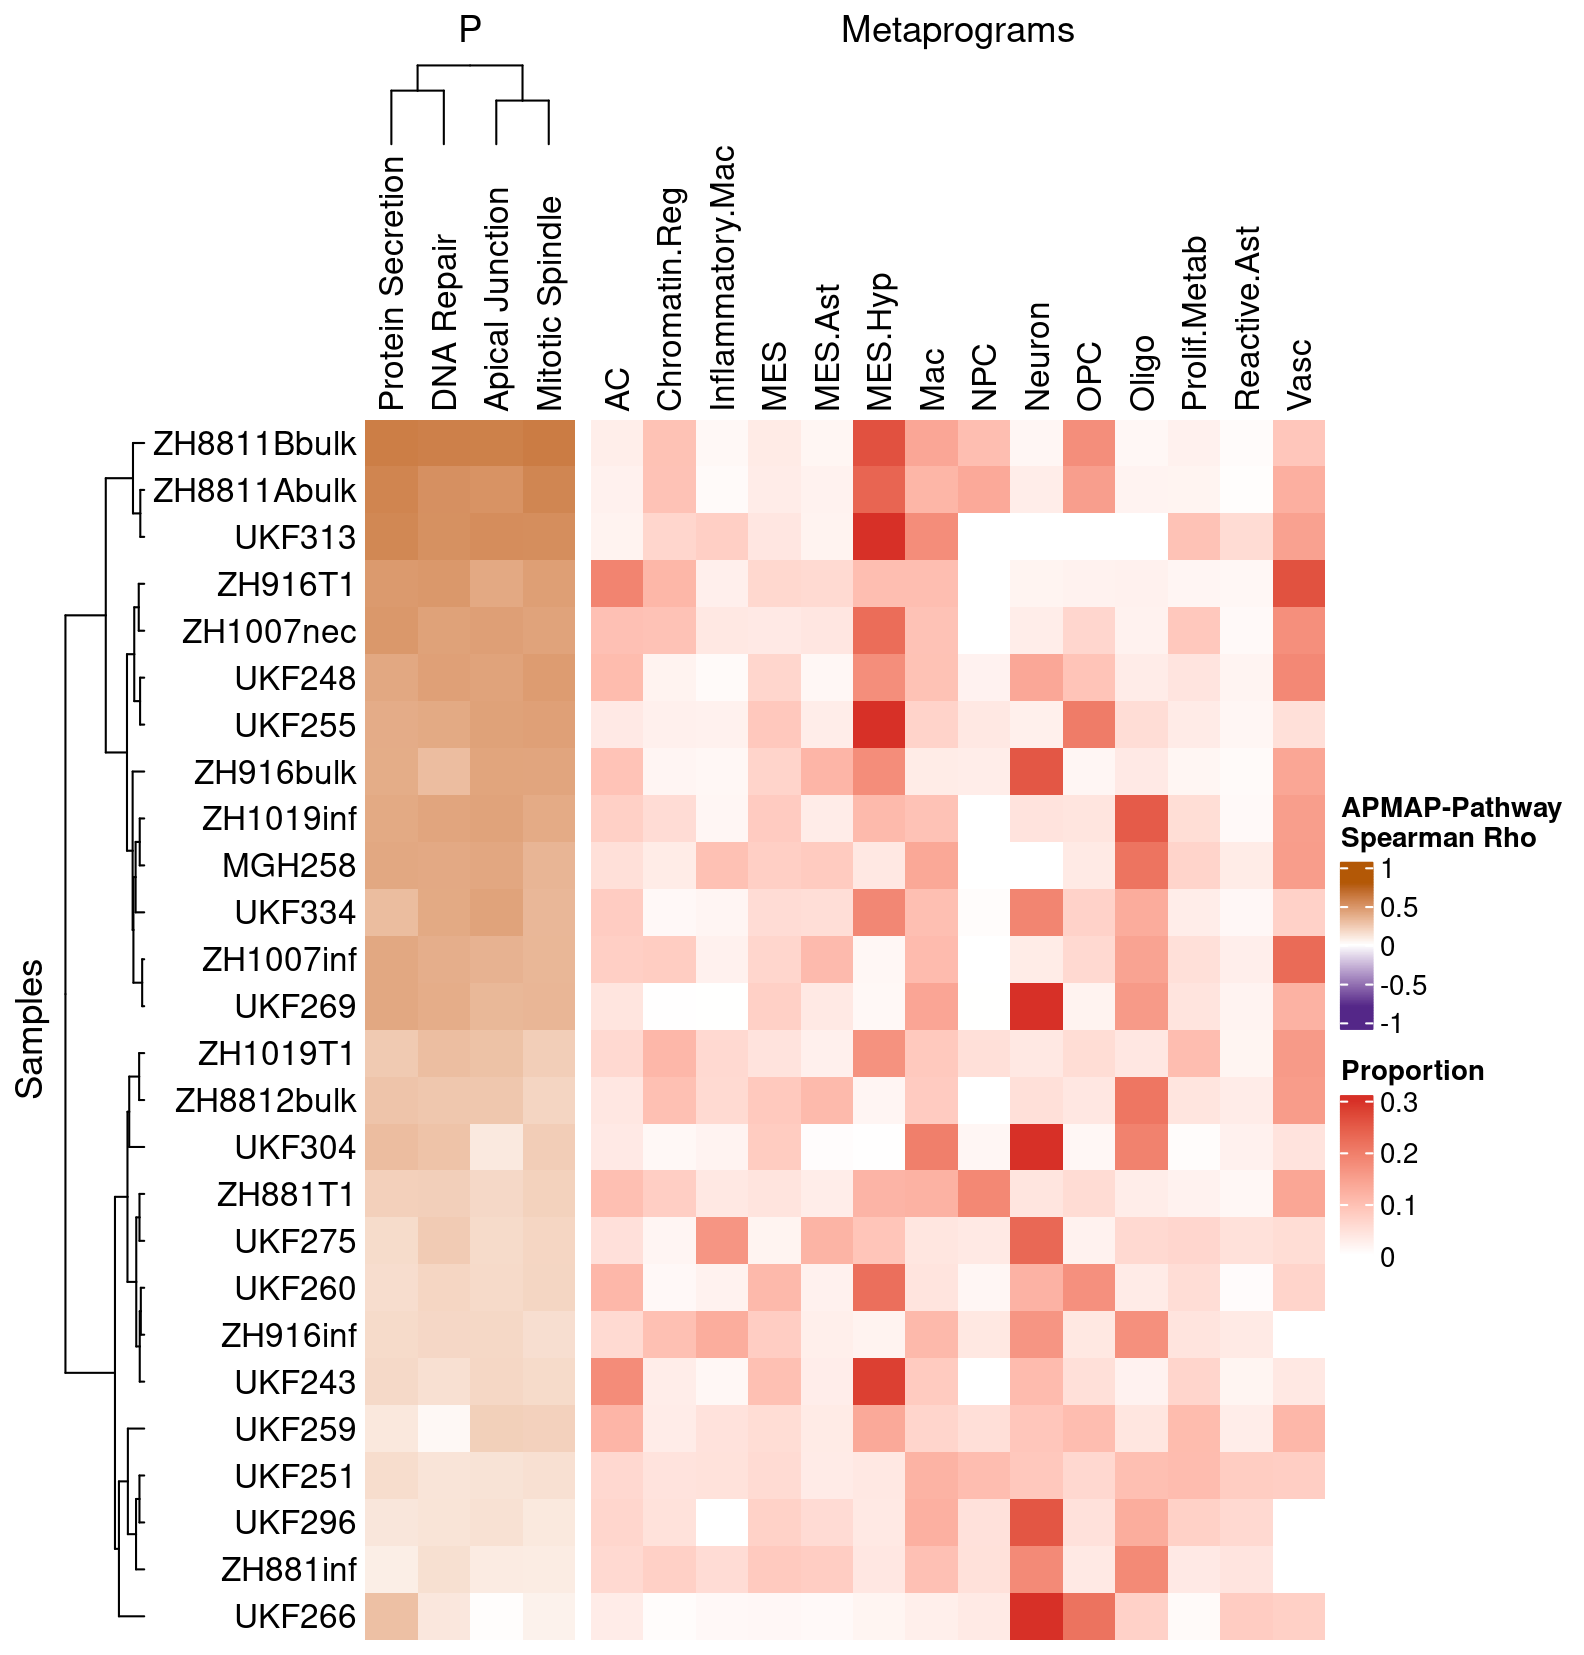 P
Metaprograms
Protein Secretion
DNA Repair
Apical Junction
Mitotic Spindle
AC
Chromatin.Reg
Inflammatory.Mac
MES
MES.Ast
MES.Hyp
Mac
NPC
Neuron
OPC
Oligo
Prolif.Metab
Reactive.Ast
Vasc
Samples
ZH8811Bbulk
ZH8811Abulk
UKF313
ZH916T1
ZH1007nec
UKF248
UKF255
ZH916bulk
ZH1019inf
MGH258
UKF334
ZH1007inf
UKF269
ZH1019T1
ZH8812bulk
UKF304
ZH881T1
UKF275
UKF260
ZH916inf
UKF243
UKF259
UKF251
UKF296
ZH881inf
UKF266
APMAP-Pathway
Spearman Rho
1
0.5
0
-0.5
-1
Proportion
0.3
0.2
0.1
0